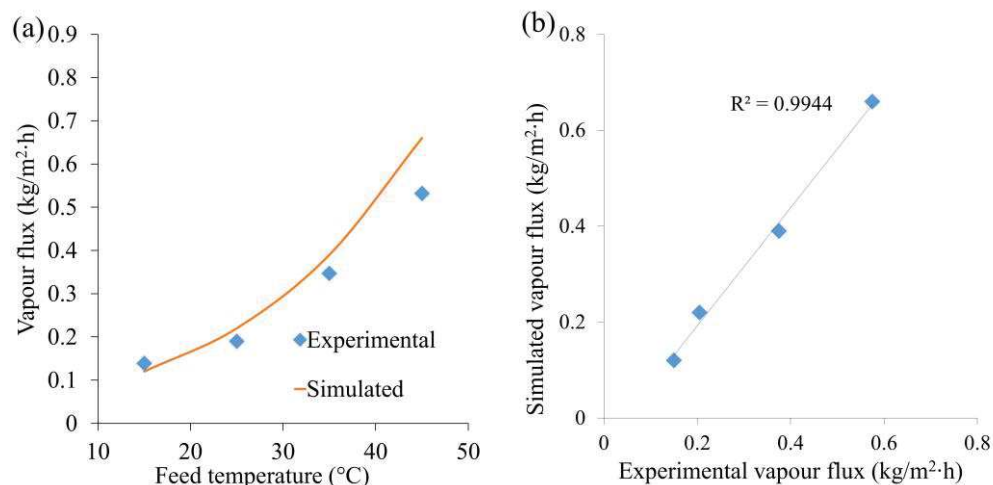 (a)
0.9
0.8
0.7
0.6
0.5
0.4
0.3
0.2
0.1
0
10
20
30
40
50
Vapour flux (kg/m²·h)
Feed temperature (°C)
Experimental
Simulated
(b)
0.8
0.6
0.4
0.2
0
0
0.2
0.4
0.6
0.8
R² = 0.9944
Simulated vapour flux (kg/m²·h)
Experimental vapour flux (kg/m²·h)